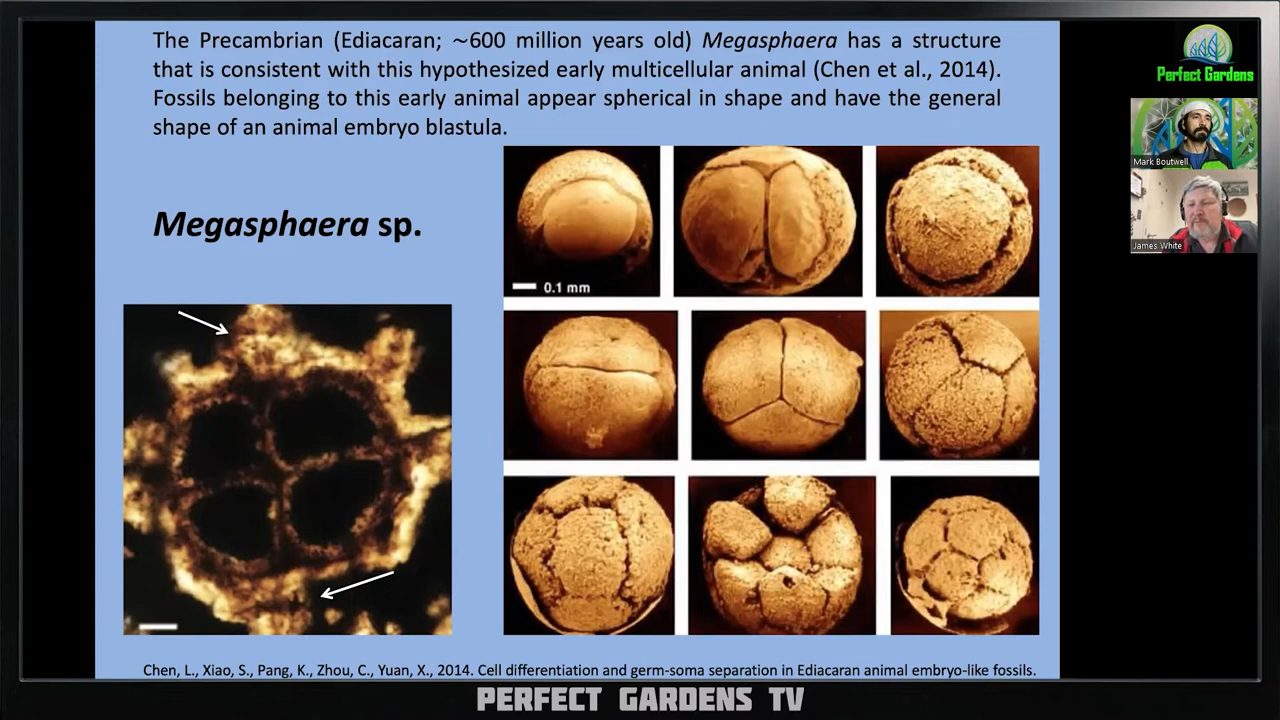 The Precambrian (Ediacaran; ~600 million years old) Megasphaera has a structure
that is consistent with this hypothesized early multicellular animal (Chen et al., 2014).
Fossils belonging to this early animal appear spherical in shape and have the general
shape of an animal embryo blastula.
Perfect Gardens
Mark Boutwell
James White
Megasphaera sp.
0.1 mm
Chen, L., Xiao, S., Pang, K., Zhou, C., Yuan, X., 2014. Cell differentiation and germ-soma separation in Ediacaran animal embryo-like fossils.
PERFECT GARDENS TV